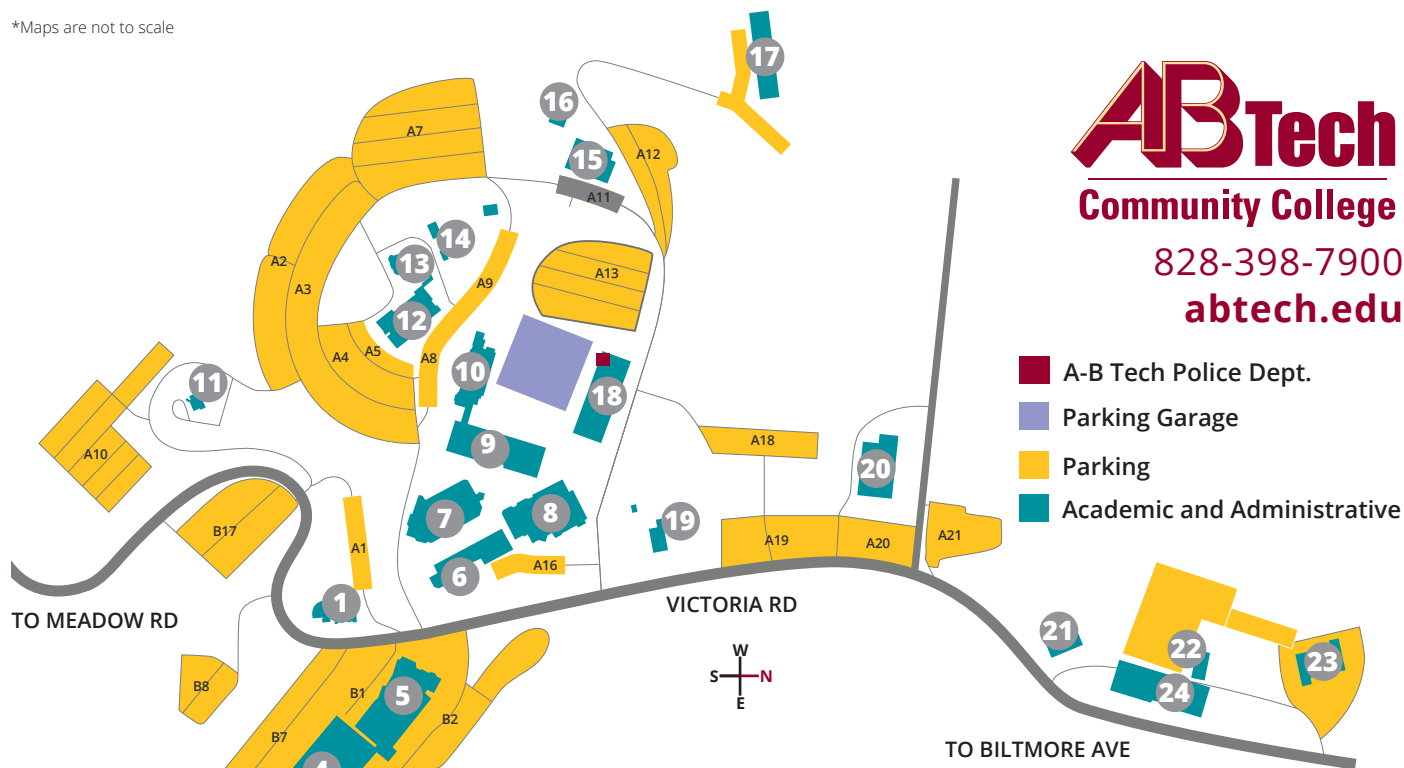 *Maps are not to scale
17
16
A7
A12
15
A11
14
13
A2
A13
A3
A9
12
A4
A5
A8
10
11
18
9
A18
A10
20
7
8
19
B17
A1
A19
A20
A21
A16
6
1
TO MEADOW RD
VICTORIA RD
21
22
23
24
B8
B1
5
B2
B7
4
W
S
N
E
TO BILTMORE AVE
AB Tech
Community College
828-398-7900
abtech.edu
A-B Tech Police Dept.
Parking Garage
Parking
Academic and Administrative